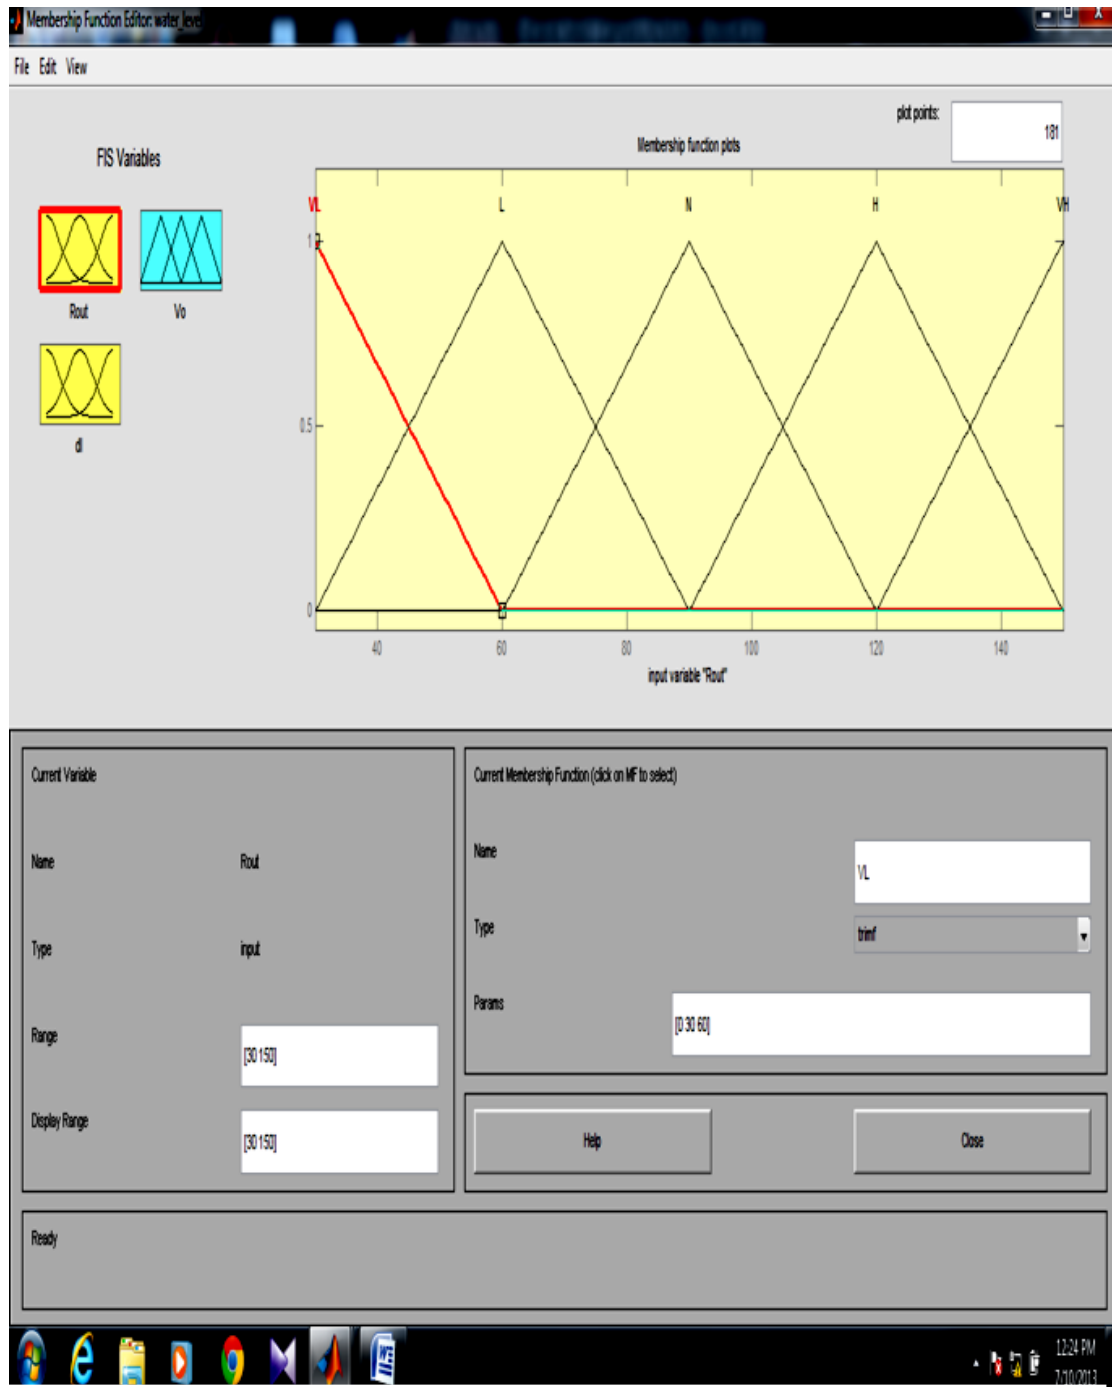 Membership Function Editor: water_level
File Edit View
plot points:
181
FIS Variables
Membership function plots
VL L N H VH
1
0.5
0
40 60 80 100 120 140
input variable "Rout"
Rout
Vo
dl
Current Variable
Name Rout
Type input
Range [30 150]
Display Range [30 150]
Current Membership Function (click on MF to select)
Name VL
Type trimf
Params [0 30 60]
Help Close
Ready
12:24 PM
7/10/2013